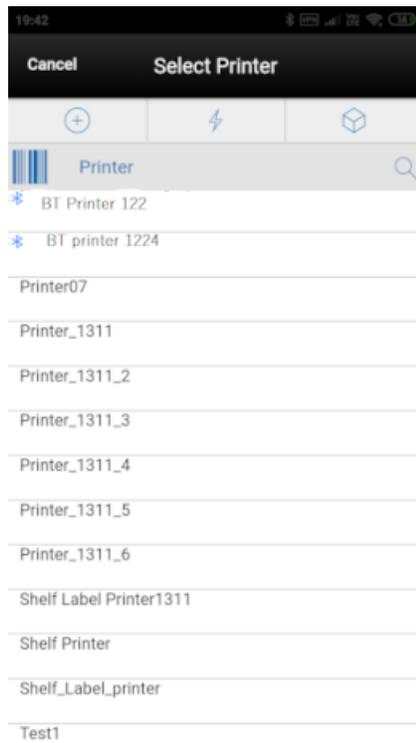 19:42
Cancel Select Printer
Printer
BT Printer 122
BT printer 1224
Printer07
Printer_1311
Printer_1311_2
Printer_1311_3
Printer_1311_4
Printer_1311_5
Printer_1311_6
Shelf Label Printer1311
Shelf Printer
Shelf_Label_printer
Test1